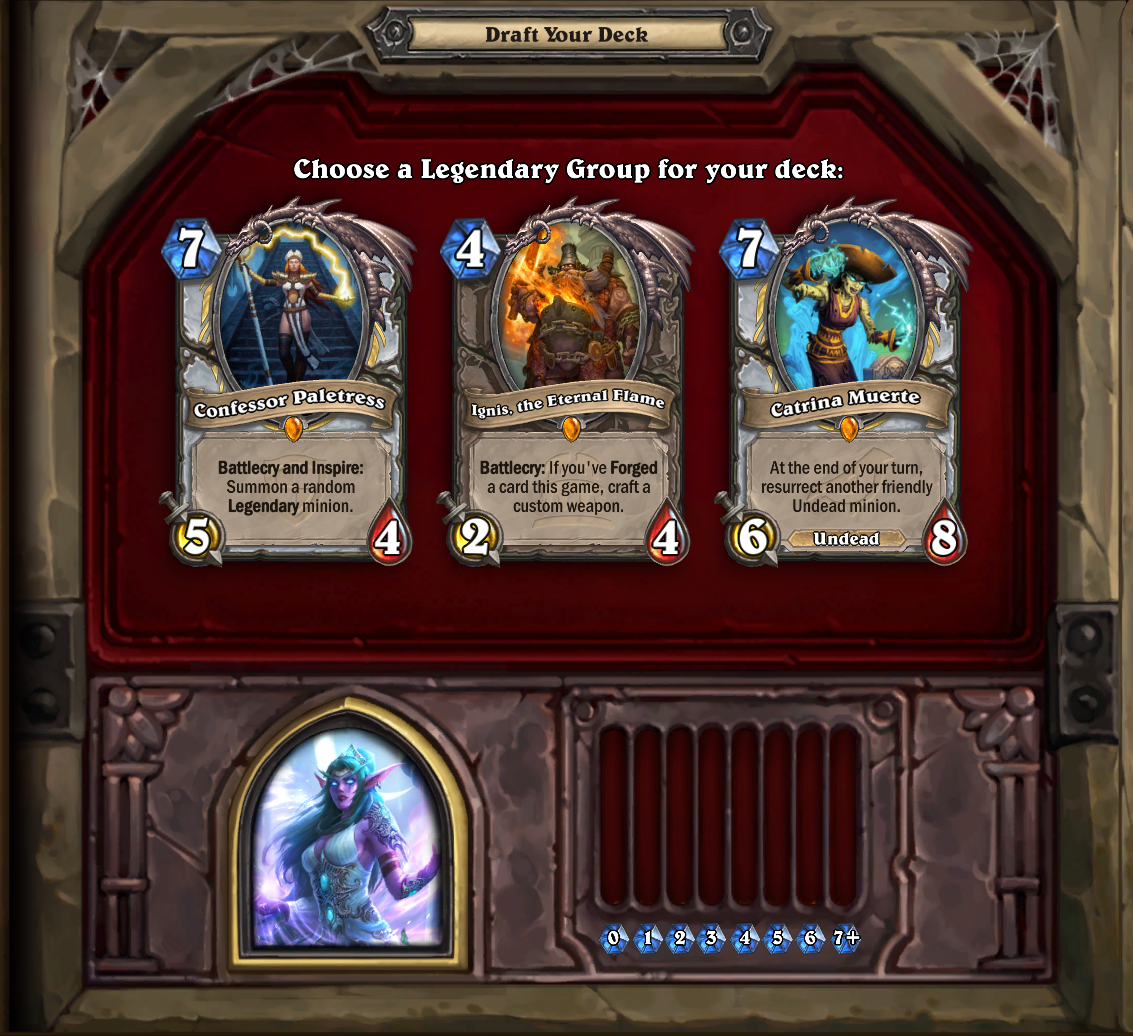 Draft Your Deck
Choose a Legendary Group for your deck:
7
4
7
Confessor Paletress
Ignis, the Eternal Flame
Catrina Muerte
Battlecry and Inspire:
Summon a random
Legendary minion.
Battlecry: If you've Forged
a card this game, craft a
custom weapon.
At the end of your turn,
resurrect another friendly
Undead minion.
5
4
2
4
6
Undead
8
0 1 2 3 4 5 6 7+